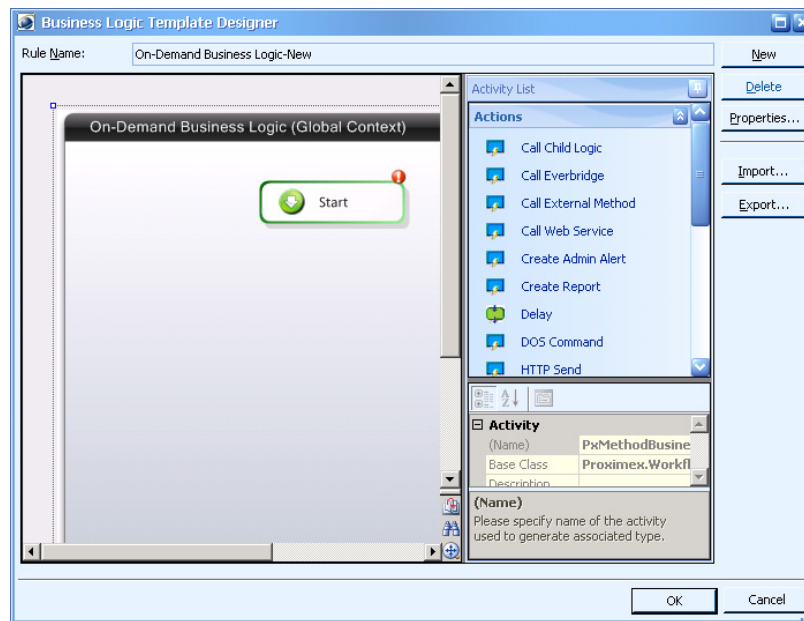 Business Logic Template Designer
Rule Name: On-Demand Business Logic-New
New
Delete
Properties...
Import...
Export...
On-Demand Business Logic (Global Context)
Start
Activity List
Actions
Call Child Logic
Call Everbridge
Call External Method
Call Web Service
Create Admin Alert
Create Report
Delay
DOS Command
HTTP Send
Activity
(Name) PxMethodBusine
Base Class Proximex.Workfl
Description
(Name)
Please specify name of the activity
used to generate associated type.
OK
Cancel